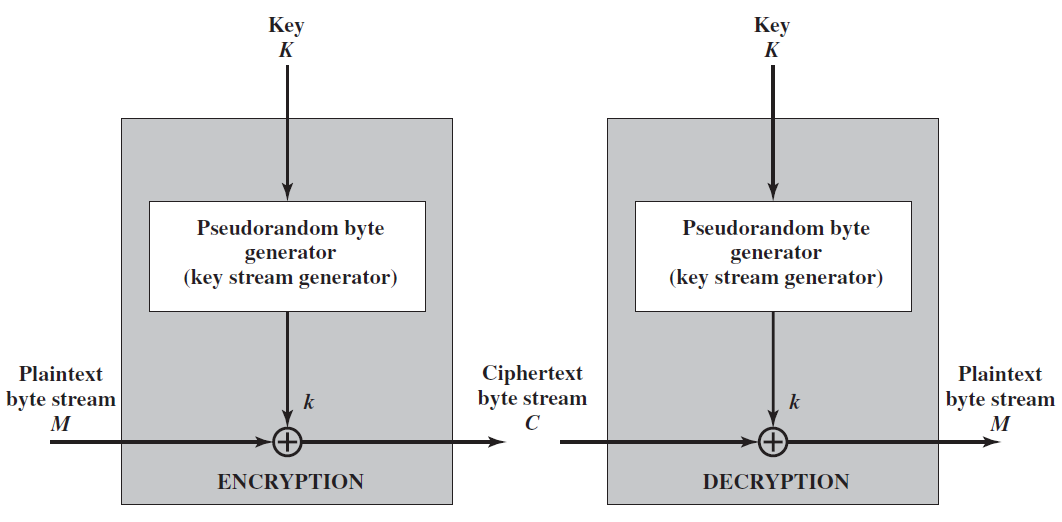 Key
K
Pseudorandom byte
generator
(key stream generator)
k
Plaintext
byte stream
M
ENCRYPTION
Ciphertext
byte stream
C
Key
K
Pseudorandom byte
generator
(key stream generator)
k
DECRYPTION
Plaintext
byte stream
M